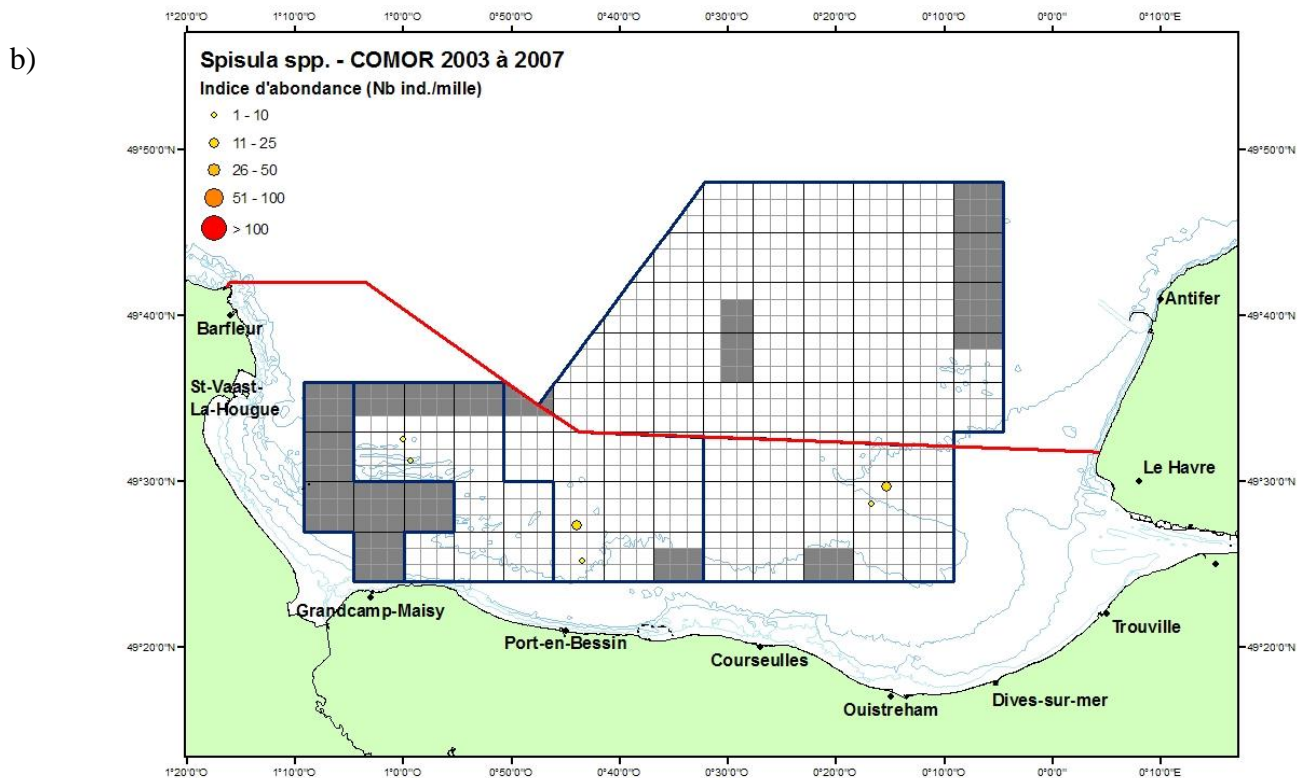 b)
1°20'0"O 1°10'0"O 1°0'0"O 0°50'0"O 0°40'0"O 0°30'0"O 0°20'0"O 0°10'0"O 0°0'0" 0°10'0"E
Spisula spp. - COMOR 2003 à 2007
Indice d'abondance (Nb ind./mille)
1 - 10
11 - 25
26 - 50
51 - 100
> 100
49°50'0"N 49°50'0"N
49°40'0"N 49°40'0"N
49°30'0"N 49°30'0"N
49°20'0"N 49°20'0"N
Antifer
Barfleur
St-Vaast-
La-Hougue
Le Havre
Grandcamp-Maisy
Port-en-Bessin
Courseulles
Trouville
Ouistreham
Dives-sur-mer
1°20'0"O 1°10'0"O 1°0'0"O 0°50'0"O 0°40'0"O 0°30'0"O 0°20'0"O 0°10'0"O 0°0'0" 0°10'0"E